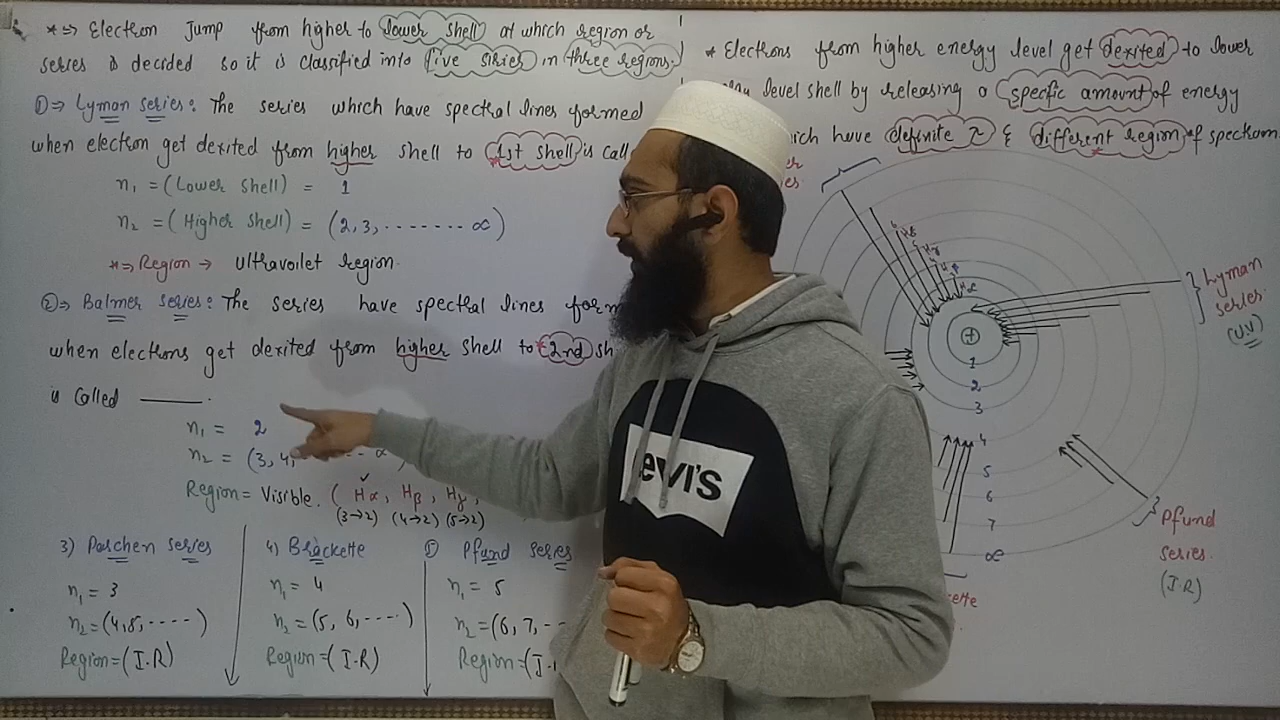 *⇒ Electron Jump from higher to lower shell at which region or
series is decided so it is classified into five siries in three regions.
1)⇒ Lyman series: The series which have spectral lines formed
when electron get dexited from higher shell to 1st shell is call
n₁ = (Lower shell) = 1
n₂ = (Higher shell) = (2,3,........ ∞)
*⇒ Region → ultravoilet region.
2)⇒ Balmer series: The series have spectral lines form
when electrons get dexited from higher shell to 2nd sh
is called ——.
n₁ = 2
n₂ = (3, 4,
Region = Visible. (Hα, Hβ, Hγ,
(3→2) (4→2) (5→2)
3) Paschen series
n₁ = 3
n₂ = (4,5,----)
Region = (I.R)
4) Brackette
n₁ = 4
n₂ = (5, 6,----)
Region = (I.R)
5) Pfund series
n₁ = 5
n₂ = (6, 7, --
Region = (I.
* Electrons from higher energy level get dexited to lower
level shell by releasing a specific amount of energy
which have definite λ & different region of spectrum
Hα
+
1
2
3
4
5
6
7
∞
Lyman
series.
(U.V)
Pfund
series.
(I.R)
Levi's